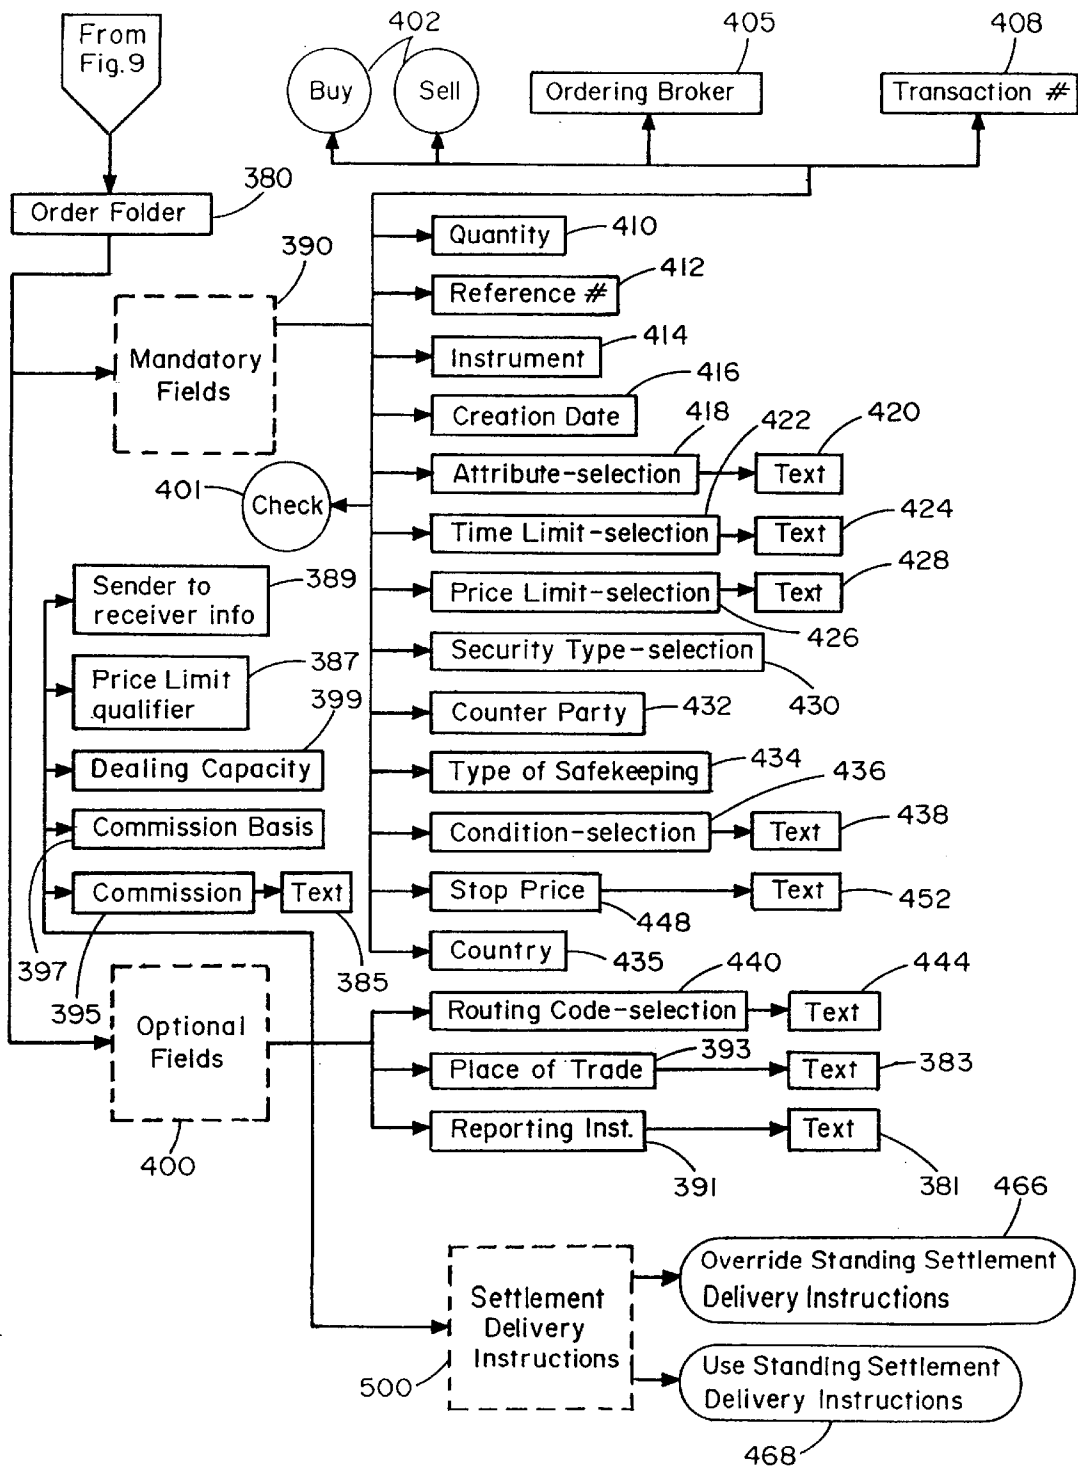 From
Fig.9
402
405
408
Buy
Sell
Ordering Broker
Transaction #
380
Order Folder
390
Quantity
410
412
Reference #
414
Instrument
Mandatory
Fields
416
Creation Date
418
422
420
Attribute-selection
Text
401
Check
Time Limit-selection
Text
424
389
428
Sender to
receiver info
Price Limit-selection
Text
426
Security Type-selection
387
Price Limit
qualifier
430
399
Counter Party
432
Dealing Capacity
Type of Safekeeping
434
436
Commission Basis
Condition-selection
Text
438
Commission
Text
Stop Price
Text
452
448
397
385
Country
435
440
444
395
Optional
Fields
Routing Code-selection
Text
393
Place of Trade
Text
383
Reporting Inst.
Text
400
391
381
466
Override Standing Settlement
Delivery Instructions
Settlement
Delivery
Instructions
500
Use Standing Settlement
Delivery Instructions
468